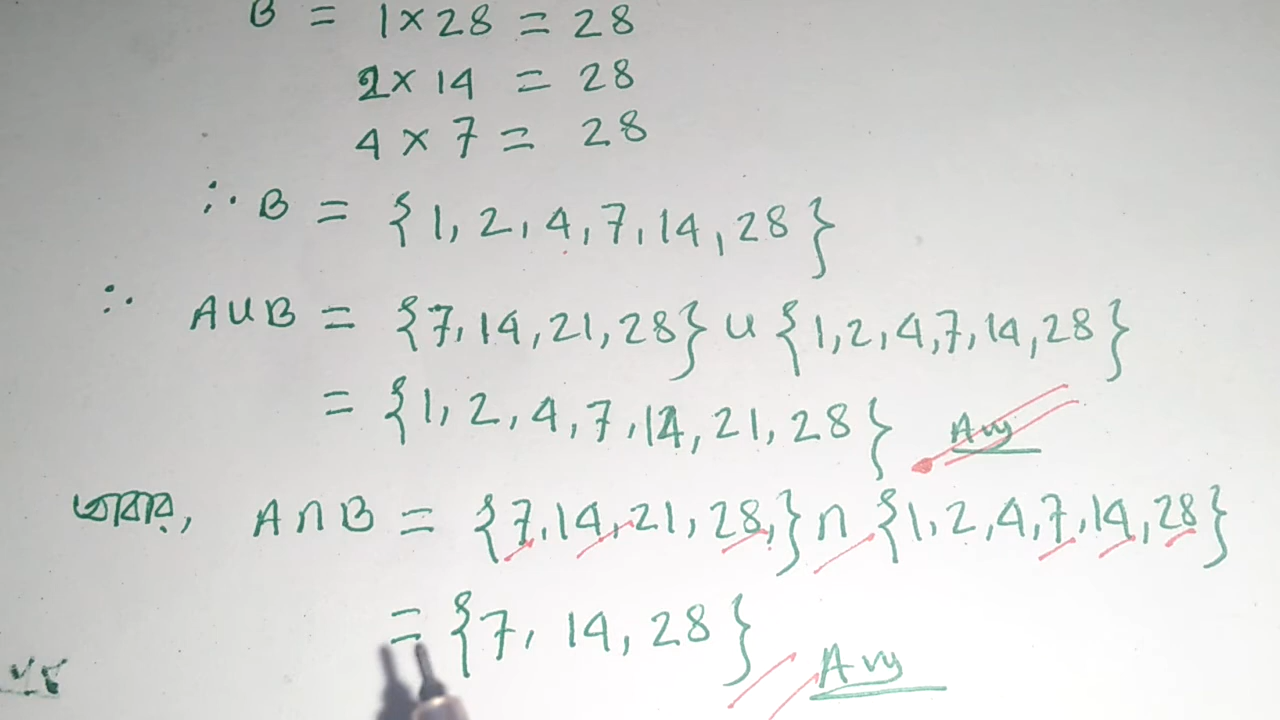 B = 1×28 = 28
2×14 = 28
4×7 = 28
∴ B = {1, 2, 4, 7, 14, 28}
∴ A∪B = {7, 14, 21, 28} ∪ {1, 2, 4, 7, 14, 28}
= {1, 2, 4, 7, 14, 21, 28} Ans
আবার, A∩B = {7, 14, 21, 28,} ∩ {1, 2, 4, 7, 14, 28}
= {7, 14, 28} Ans